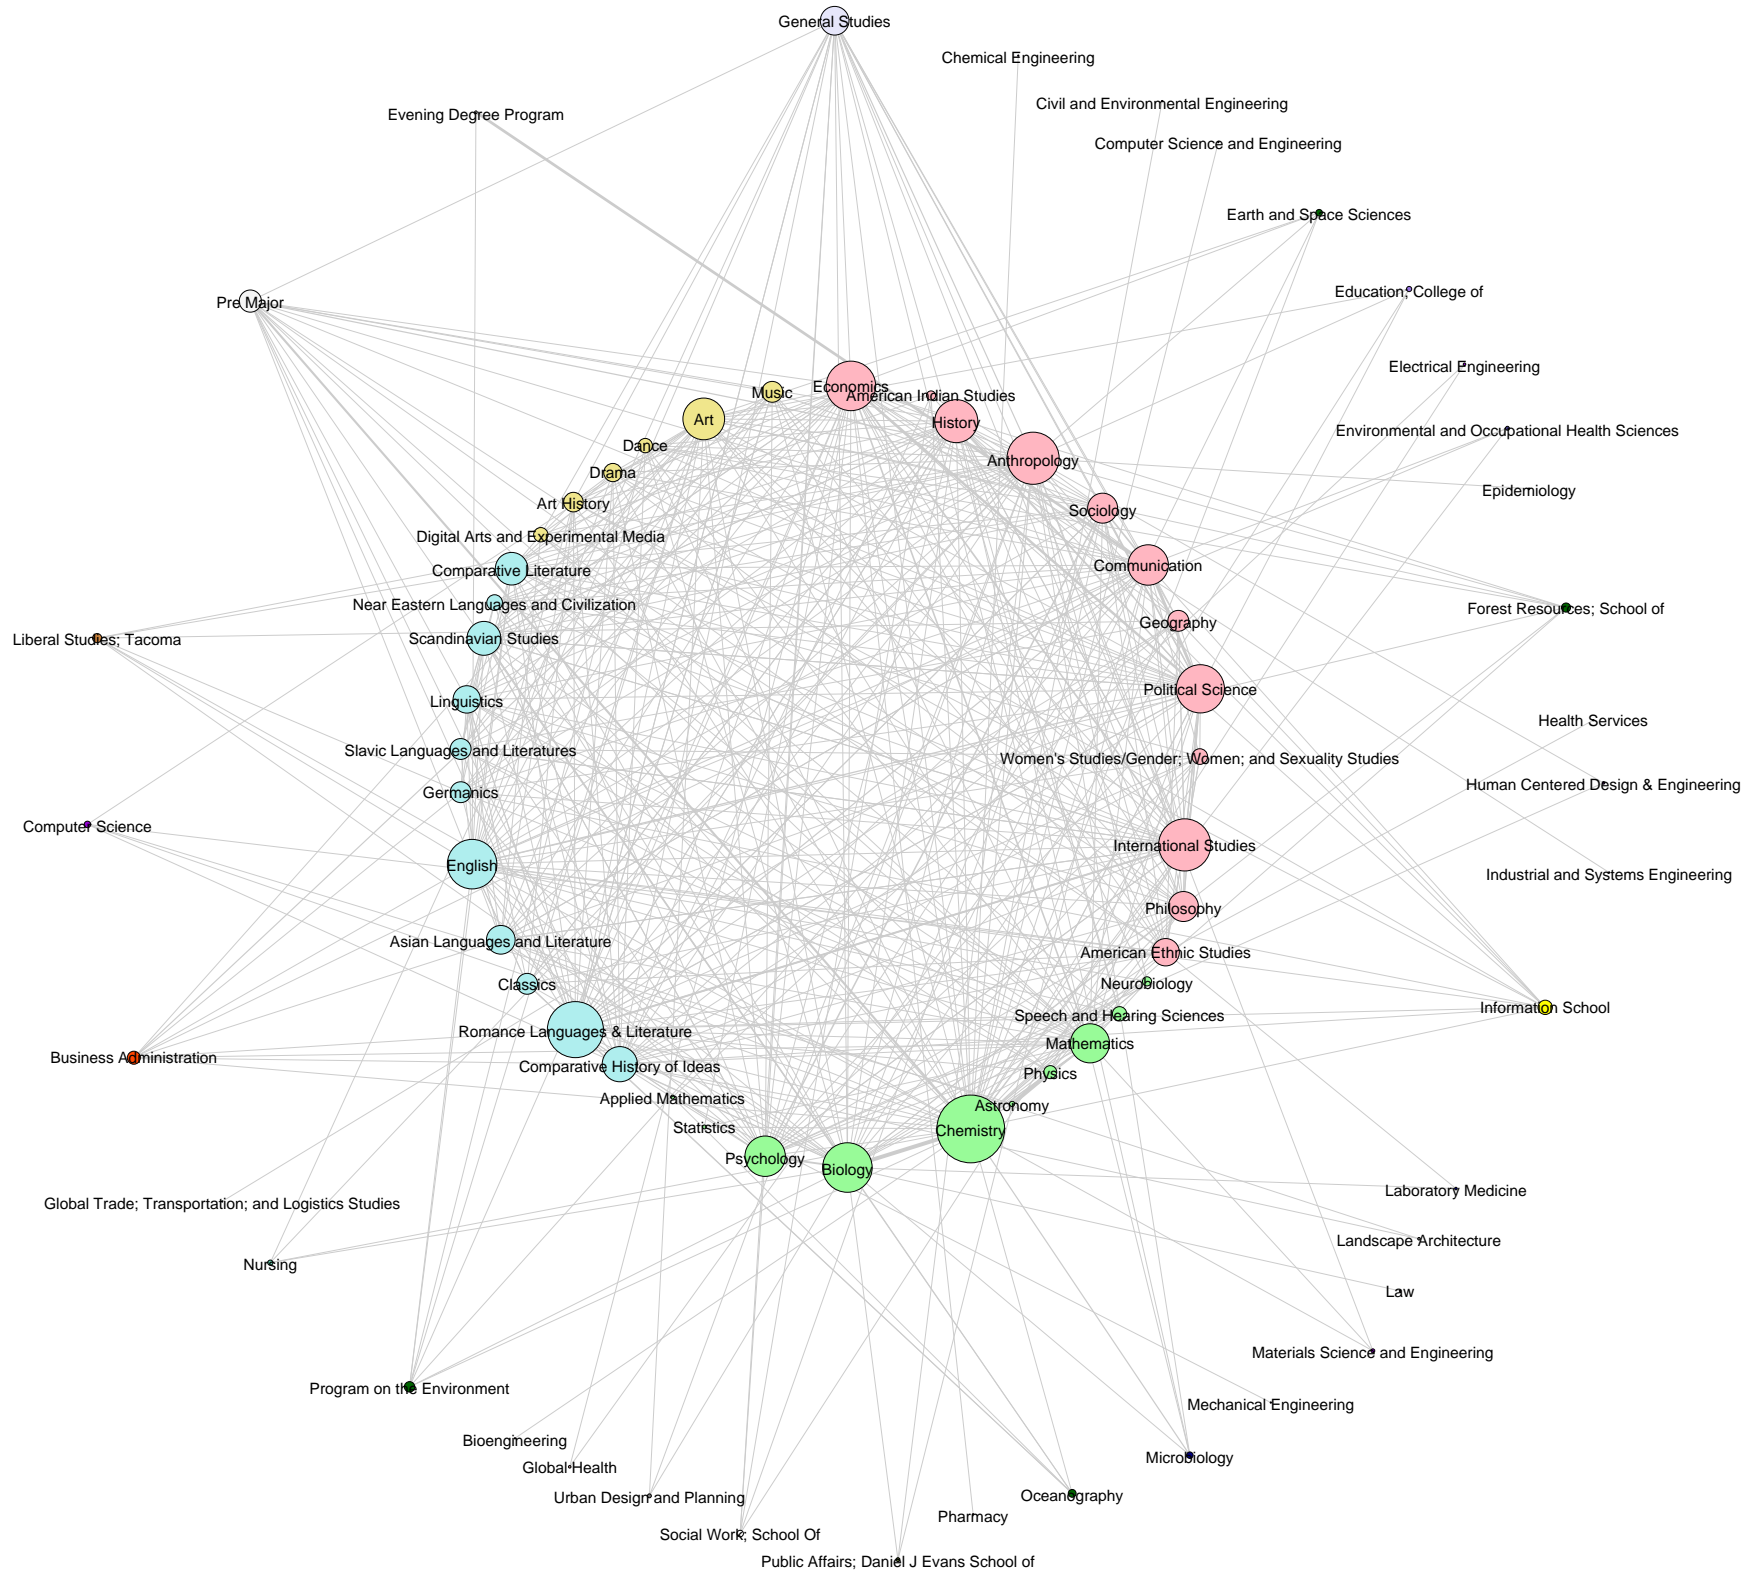 General Studies
Chemical Engineering
Civil and Environmental Engineering
Evening Degree Program
Computer Science and Engineering
Earth and Space Sciences
Education; College of
Pre Major
Electrical Engineering
Economics
Music
American Indian Studies
Art
History
Environmental and Occupational Health Sciences
Dance
Anthropology
Drama
Epidemiology
Art History
Sociology
Digital Arts and Experimental Media
Communication
Comparative Literature
Near Eastern Languages and Civilization
Forest Resources; School of
Geography
Scandinavian Studies
Liberal Studies; Tacoma
Political Science
Linguistics
Health Services
Slavic Languages and Literatures
Women's Studies/Gender; Women; and Sexuality Studies
Human Centered Design & Engineering
Germanics
Computer Science
International Studies
English
Industrial and Systems Engineering
Philosophy
Asian Languages and Literature
American Ethnic Studies
Neurobiology
Classics
Information School
Speech and Hearing Sciences
Romance Languages & Literature
Mathematics
Business Administration
Comparative History of Ideas
Physics
Applied Mathematics
Astronomy
Statistics
Chemistry
Psychology
Biology
Laboratory Medicine
Global Trade; Transportation; and Logistics Studies
Landscape Architecture
Nursing
Law
Materials Science and Engineering
Program on the Environment
Mechanical Engineering
Bioengineering
Microbiology
Global Health
Oceanography
Urban Design and Planning
Pharmacy
Social Work; School Of
Public Affairs; Daniel J Evans School of